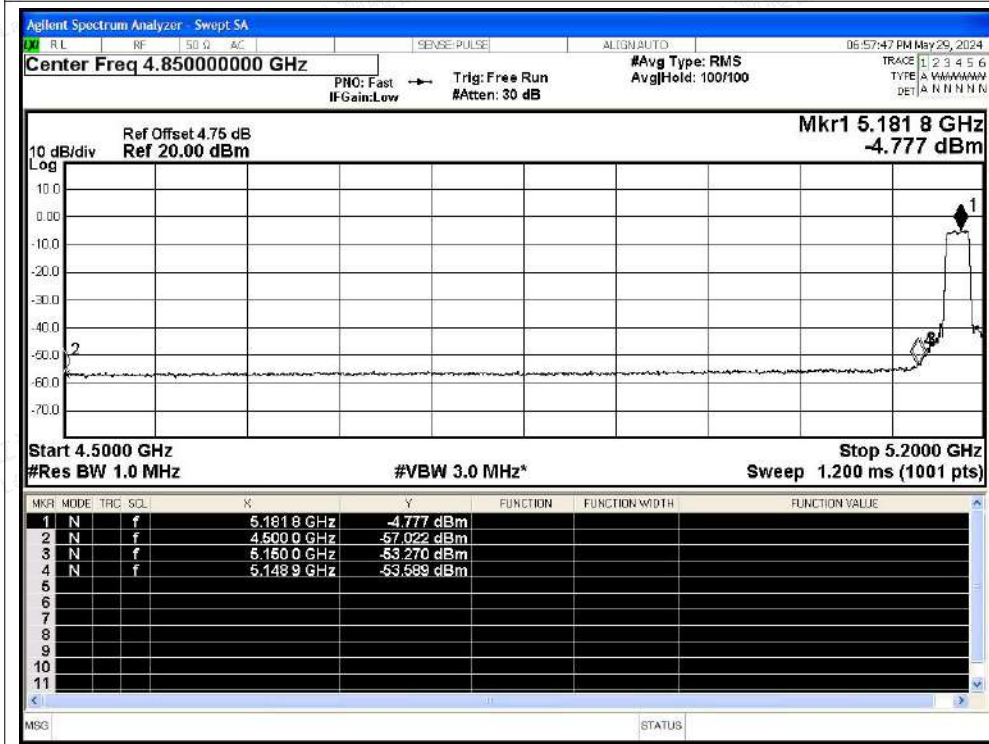 Agilent Spectrum Analyzer - Swept SA
LXI RL RF 50 Ω AC SENSE:PULSE ALIGN AUTO 06:57:47 PM May 29, 2024
Center Freq 4.850000000 GHz #Avg Type: RMS TRACE 1 2 3 4 5 6
PNO: Fast Trig: Free Run Avg|Hold: 100/100 TYPE A WWWWW
IFGain:Low #Atten: 30 dB DET A N N N N N
Mkr1 5.181 8 GHz
Ref Offset 4.75 dB
10 dB/div Ref 20.00 dBm -4.777 dBm
Log
10.0
0.00 1
-10.0
-20.0
-30.0
-40.0
-50.0 2
-60.0
-70.0
Start 4.5000 GHz Stop 5.2000 GHz
#Res BW 1.0 MHz #VBW 3.0 MHz* Sweep 1.200 ms (1001 pts)
MKR MODE TRC SCL X Y FUNCTION FUNCTION WIDTH FUNCTION VALUE
1 N f 5.181 8 GHz -4.777 dBm
2 N f 4.500 0 GHz -57.022 dBm
3 N f 5.150 0 GHz -53.270 dBm
4 N f 5.148 9 GHz -53.589 dBm
5
6
7
8
9
10
11
MSG STATUS